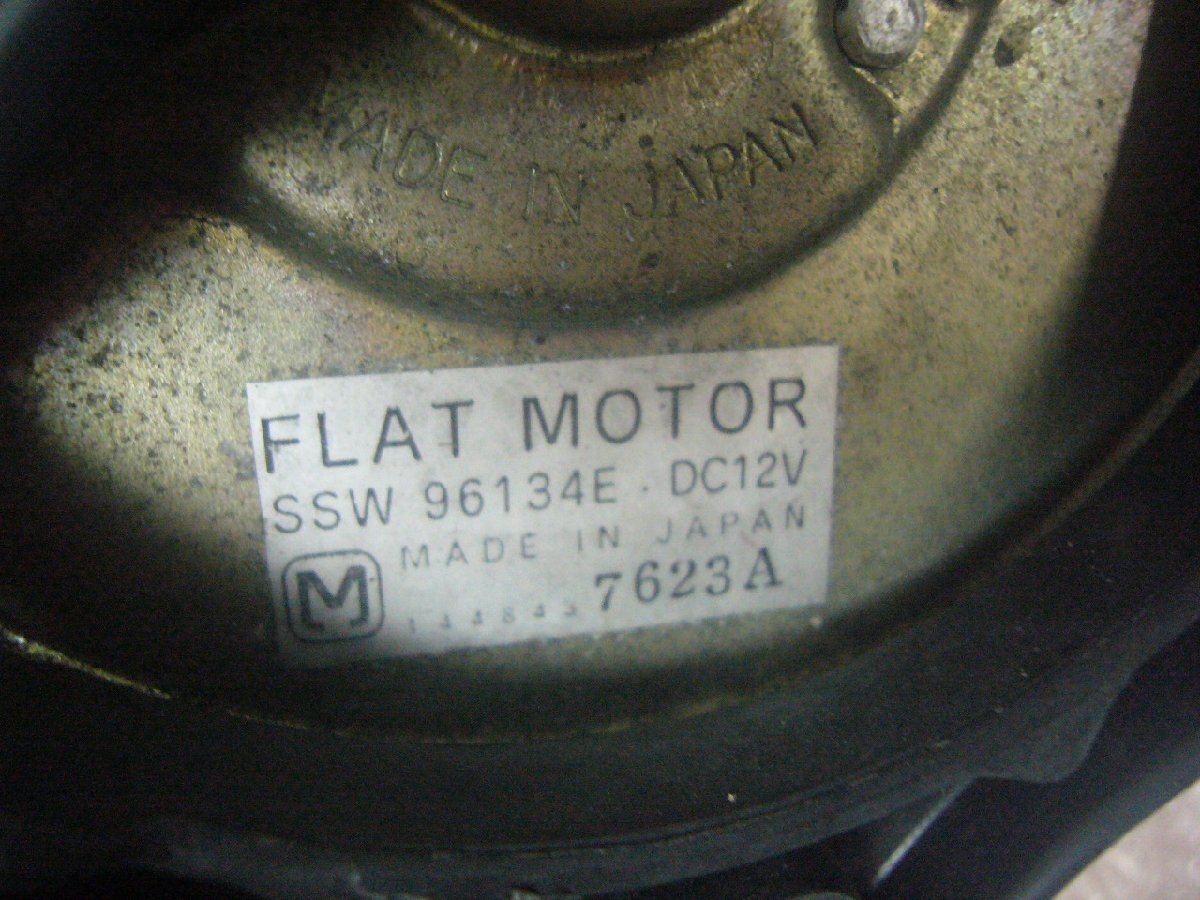 MADE IN JAPAN
FLAT MOTOR
SSW 96134E · DC12V
MADE IN JAPAN
M 7623A